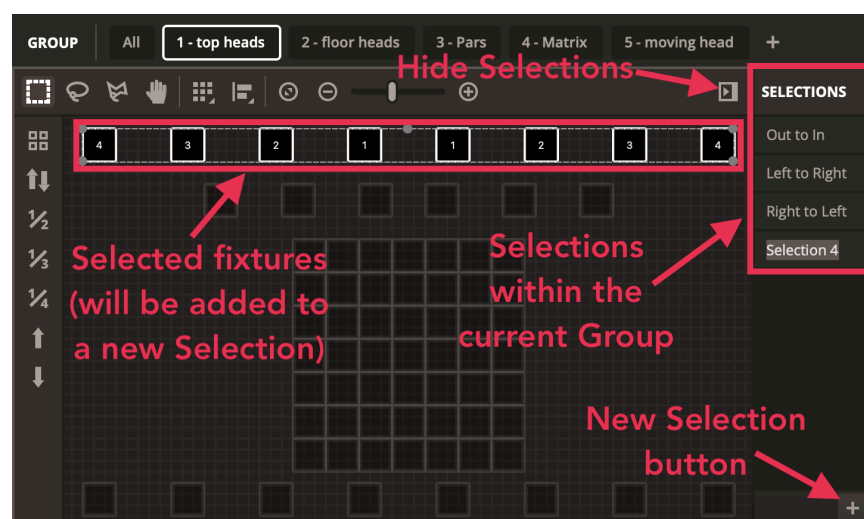 GROUP All 1 - top heads 2 - floor heads 3 - Pars 4 - Matrix 5 - moving head +
Hide Selections
SELECTIONS
4 3 2 1 1 2 3 4
Out to In
Left to Right
Right to Left
Selection 4
1/2
1/3
1/4
Selected fixtures
(will be added to
a new Selection)
Selections
within the
current Group
New Selection
button
+